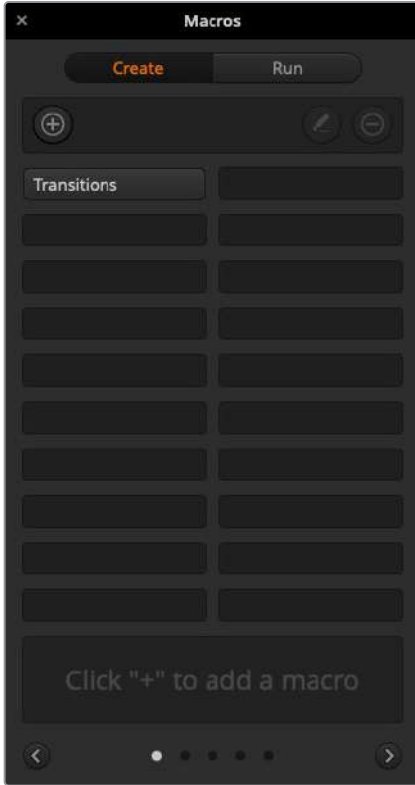 Macros
Create
Run
Transitions
Click "+" to add a macro